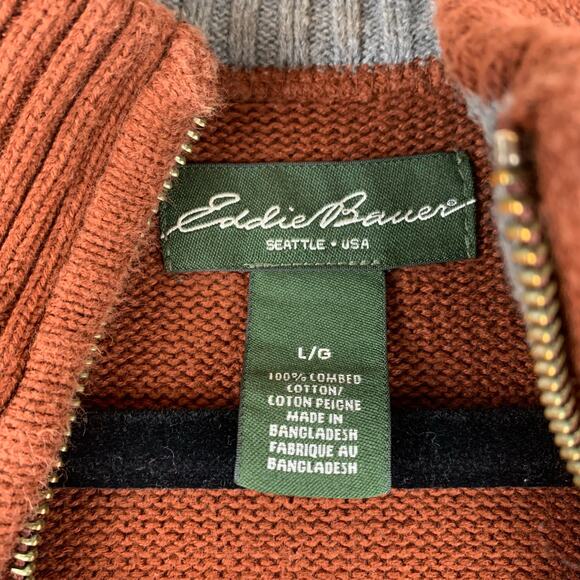 Eddie Bauer®
SEATTLE • USA
L/G
100% COMBED
COTTON/
COTON PEIGNE
MADE IN
BANGLADESH
FABRIQUE AU
BANGLADESH